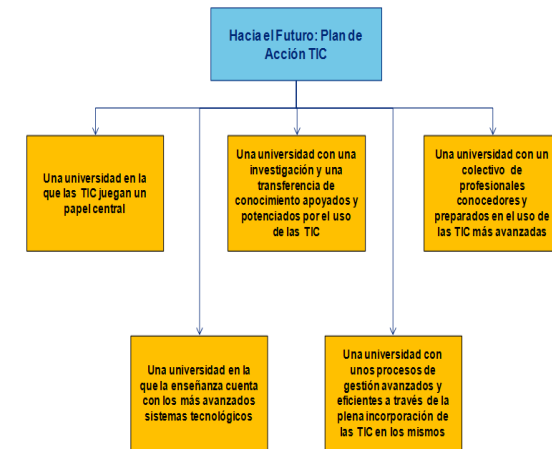 Hacia el Futuro: Plan de
Acción TIC
Una universidad en la
que las TIC juegan un
papel central
Una universidad con una
investigación y una
transferencia de
conocimiento apoyados y
potenciados por el uso
de las TIC
Una universidad con un
colectivo de
profesionales
conocedores y
preparados en el uso de
las TIC más avanzadas
Una universidad en la
que la enseñanza cuenta
con los más avanzados
sistemas tecnológicos
Una universidad con
unos procesos de
gestión avanzados y
eficientes a través de la
plena incorporación de
las TIC en los mismos